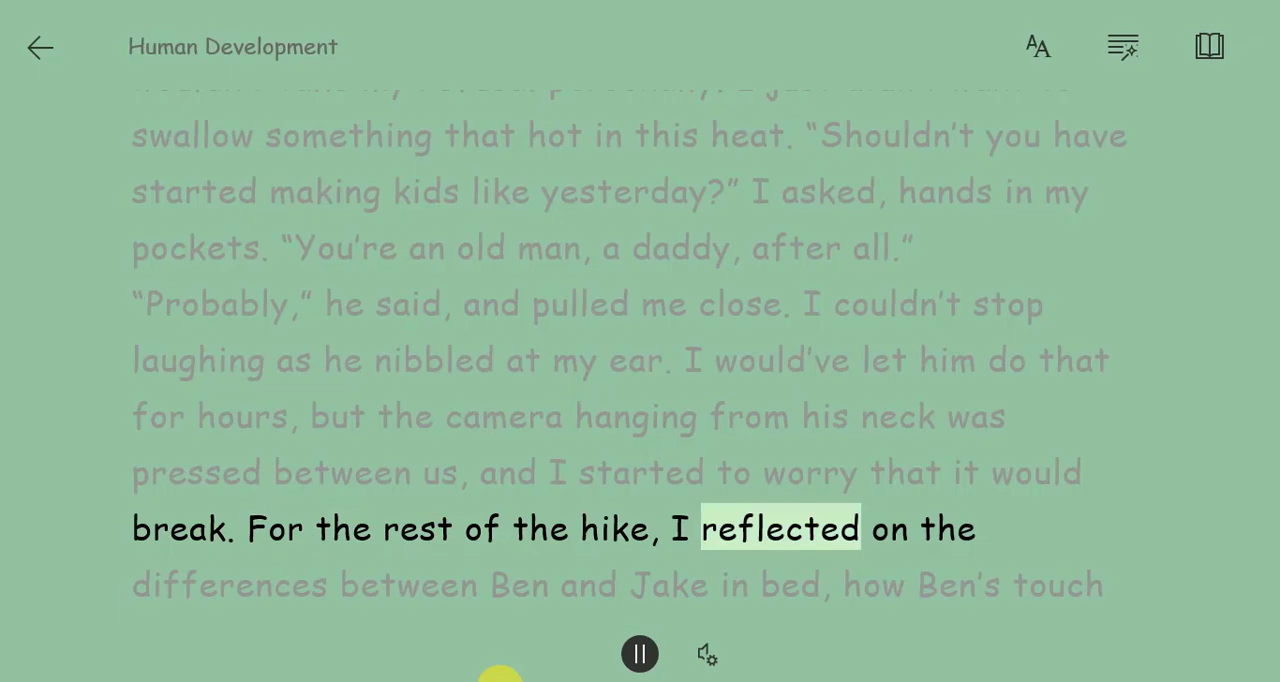 Human Development
swallow something that hot in this heat. “Shouldn’t you have
started making kids like yesterday?” I asked, hands in my
pockets. “You’re an old man, a daddy, after all.”
“Probably,” he said, and pulled me close. I couldn’t stop
laughing as he nibbled at my ear. I would’ve let him do that
for hours, but the camera hanging from his neck was
pressed between us, and I started to worry that it would
break. For the rest of the hike, I reflected on the
differences between Ben and Jake in bed, how Ben’s touch